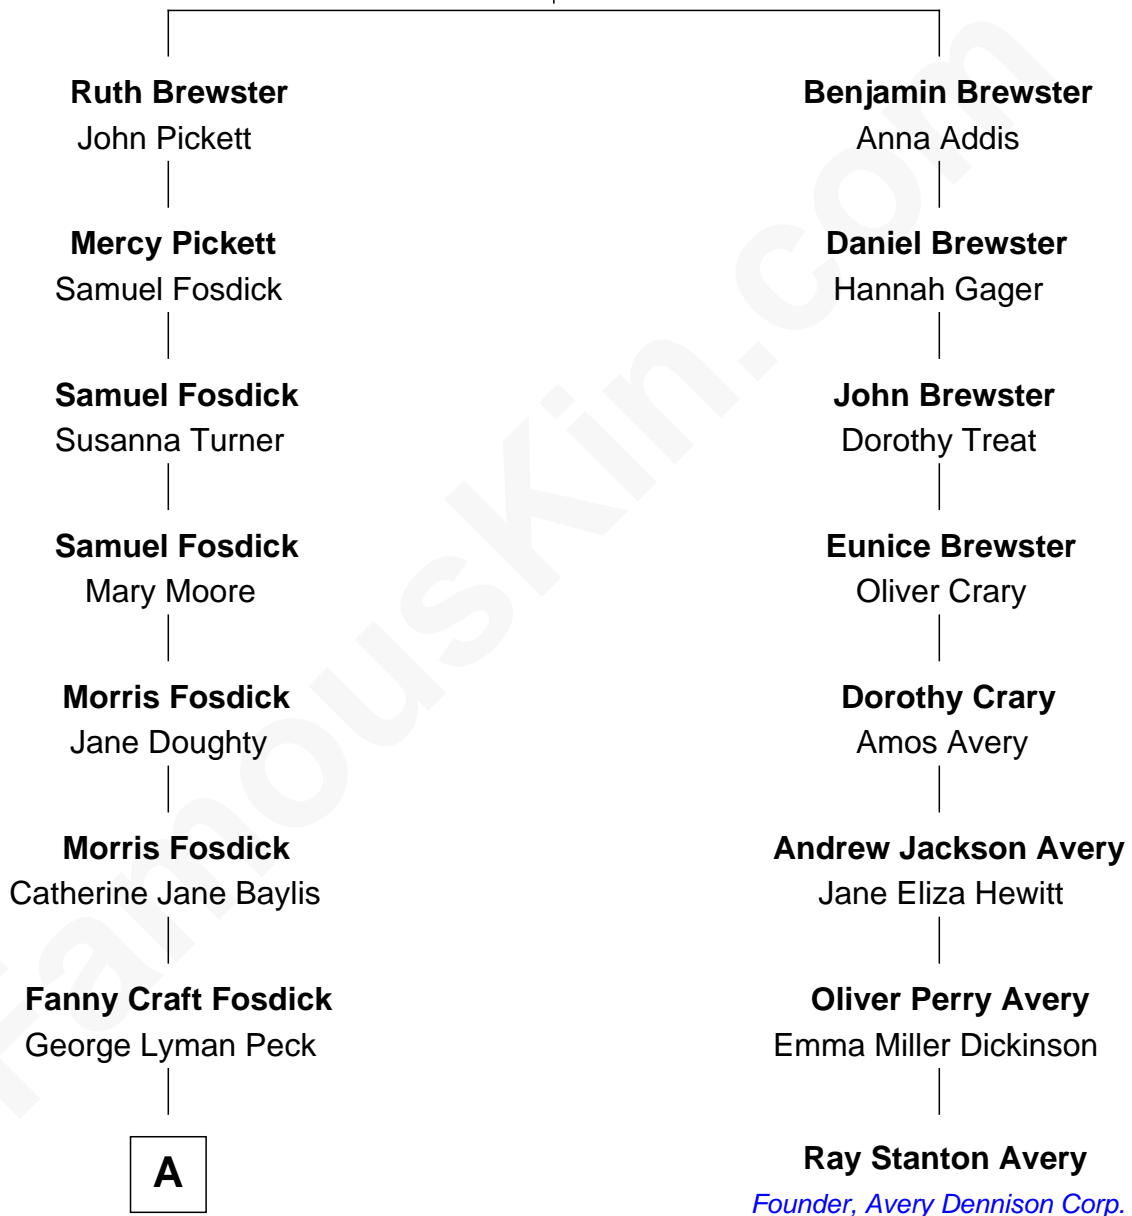 Ruth Brewster
John Pickett
Benjamin Brewster
Anna Addis
Mercy Pickett
Samuel Fosdick
Daniel Brewster
Hannah Gager
Samuel Fosdick
Susanna Turner
John Brewster
Dorothy Treat
Samuel Fosdick
Mary Moore
Eunice Brewster
Oliver Crary
Morris Fosdick
Jane Doughty
Dorothy Crary
Amos Avery
Morris Fosdick
Catherine Jane Baylis
Andrew Jackson Avery
Jane Eliza Hewitt
Fanny Craft Fosdick
George Lyman Peck
Oliver Perry Avery
Emma Miller Dickinson
A
Ray Stanton Avery
Founder, Avery Dennison Corp.
FamousKin.com